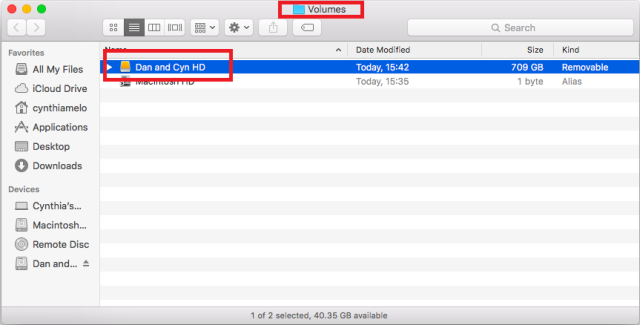 Volumes
Favorites
All My Files
iCloud Drive
cynthiamelo
Applications
Desktop
Downloads
Devices
Cynthia's...
Macintosh...
Remote Disc
Dan and...
Name Date Modified Size Kind
Dan and Cyn HD Today, 15:42 709 GB Removable
Macintosh HD Today, 15:35 1 byte Alias
1 of 2 selected, 40.35 GB available